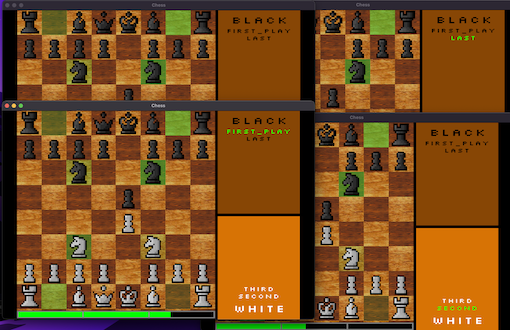 Chess
BLACK
FIRST_PLAY
LAST
Chess
BLACK
FIRST_PLAY
LAST
Chess
BLACK
FIRST_PLAY
LAST
THIRD
SECOND
WHITE
Chess
BLACK
FIRST_PLAY
LAST
THIRD
SECOND
WHITE